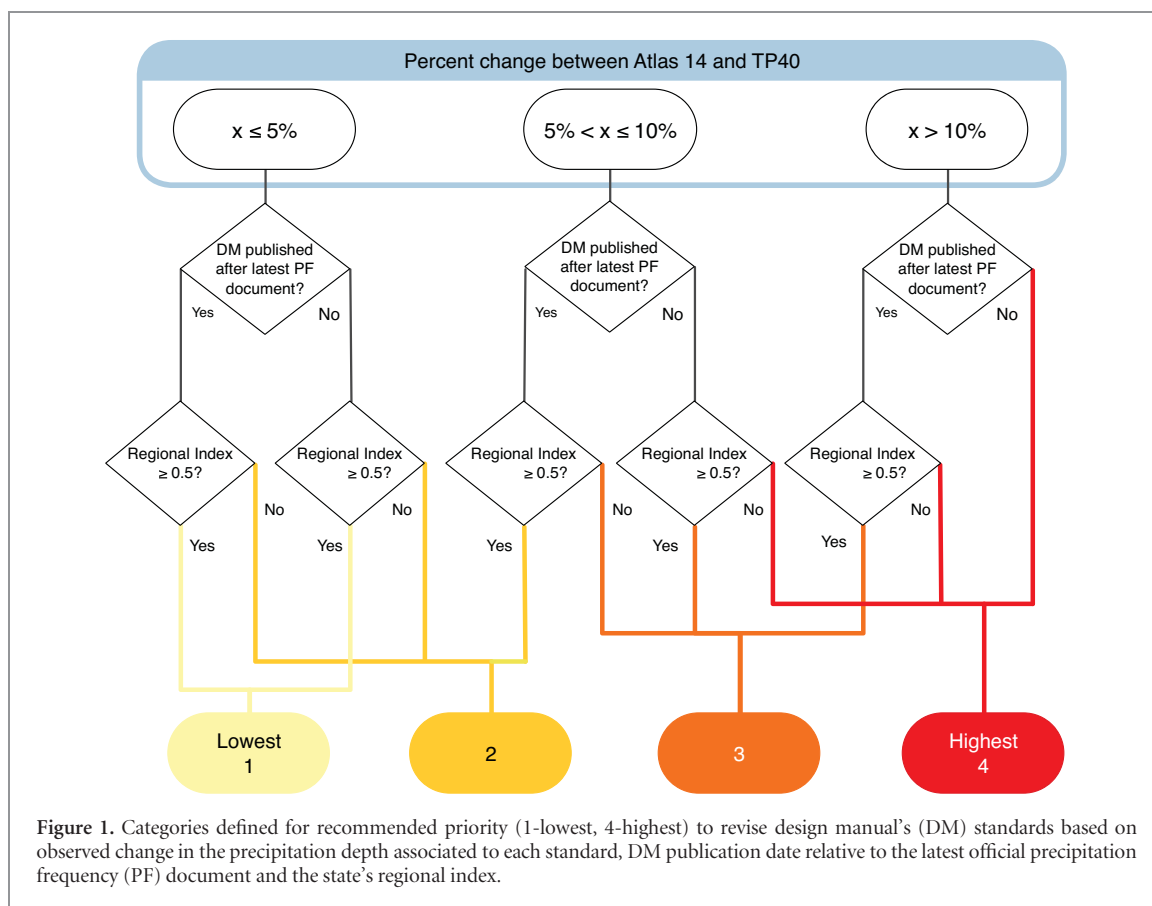 Percent change between Atlas 14 and TP40
x ≤ 5%
5% < x ≤ 10%
x > 10%
DM published
after latest PF
document?
DM published
after latest PF
document?
DM published
after latest PF
document?
Yes
No
Yes
No
Yes
No
Regional Index
≥ 0.5?
Regional Index
≥ 0.5?
Regional Index
≥ 0.5?
Regional Index
≥ 0.5?
Regional Index
≥ 0.5?
No
No
No
No
No
Yes
Yes
Yes
Yes
Yes
Lowest
1
2
3
Highest
4
Figure 1. Categories defined for recommended priority (1-lowest, 4-highest) to revise design manual's (DM) standards based on
observed change in the precipitation depth associated to each standard, DM publication date relative to the latest official precipitation
frequency (PF) document and the state's regional index.